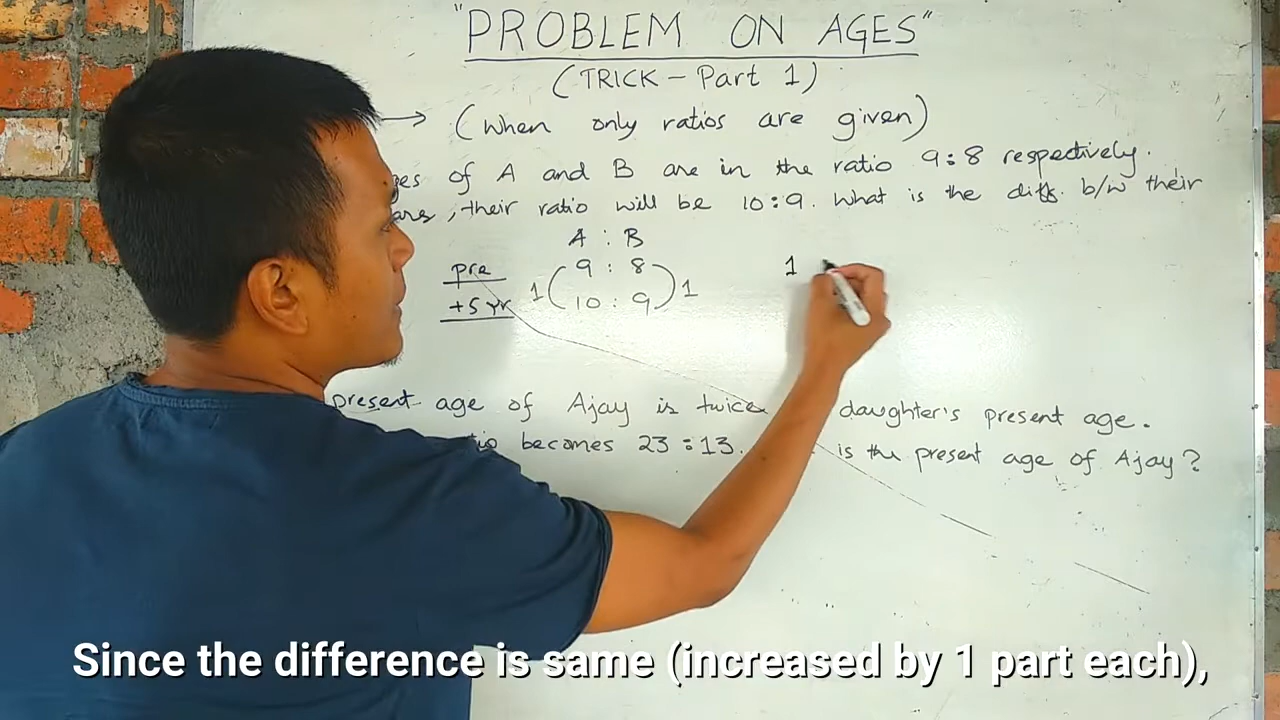 "PROBLEM ON AGES"
(TRICK - Part 1)
→ (When only ratios are given)
of A and B are in the ratio 9:8 respectively.
, their ratio will be 10:9. What is the diff. b/w their
A : B
pre 9 : 8
+5 yr 1 10 : 9 1
1
present age of Ajay is twice daughter's present age.
becomes 23:13. is the present age of Ajay?
Since the difference is same (increased by 1 part each),